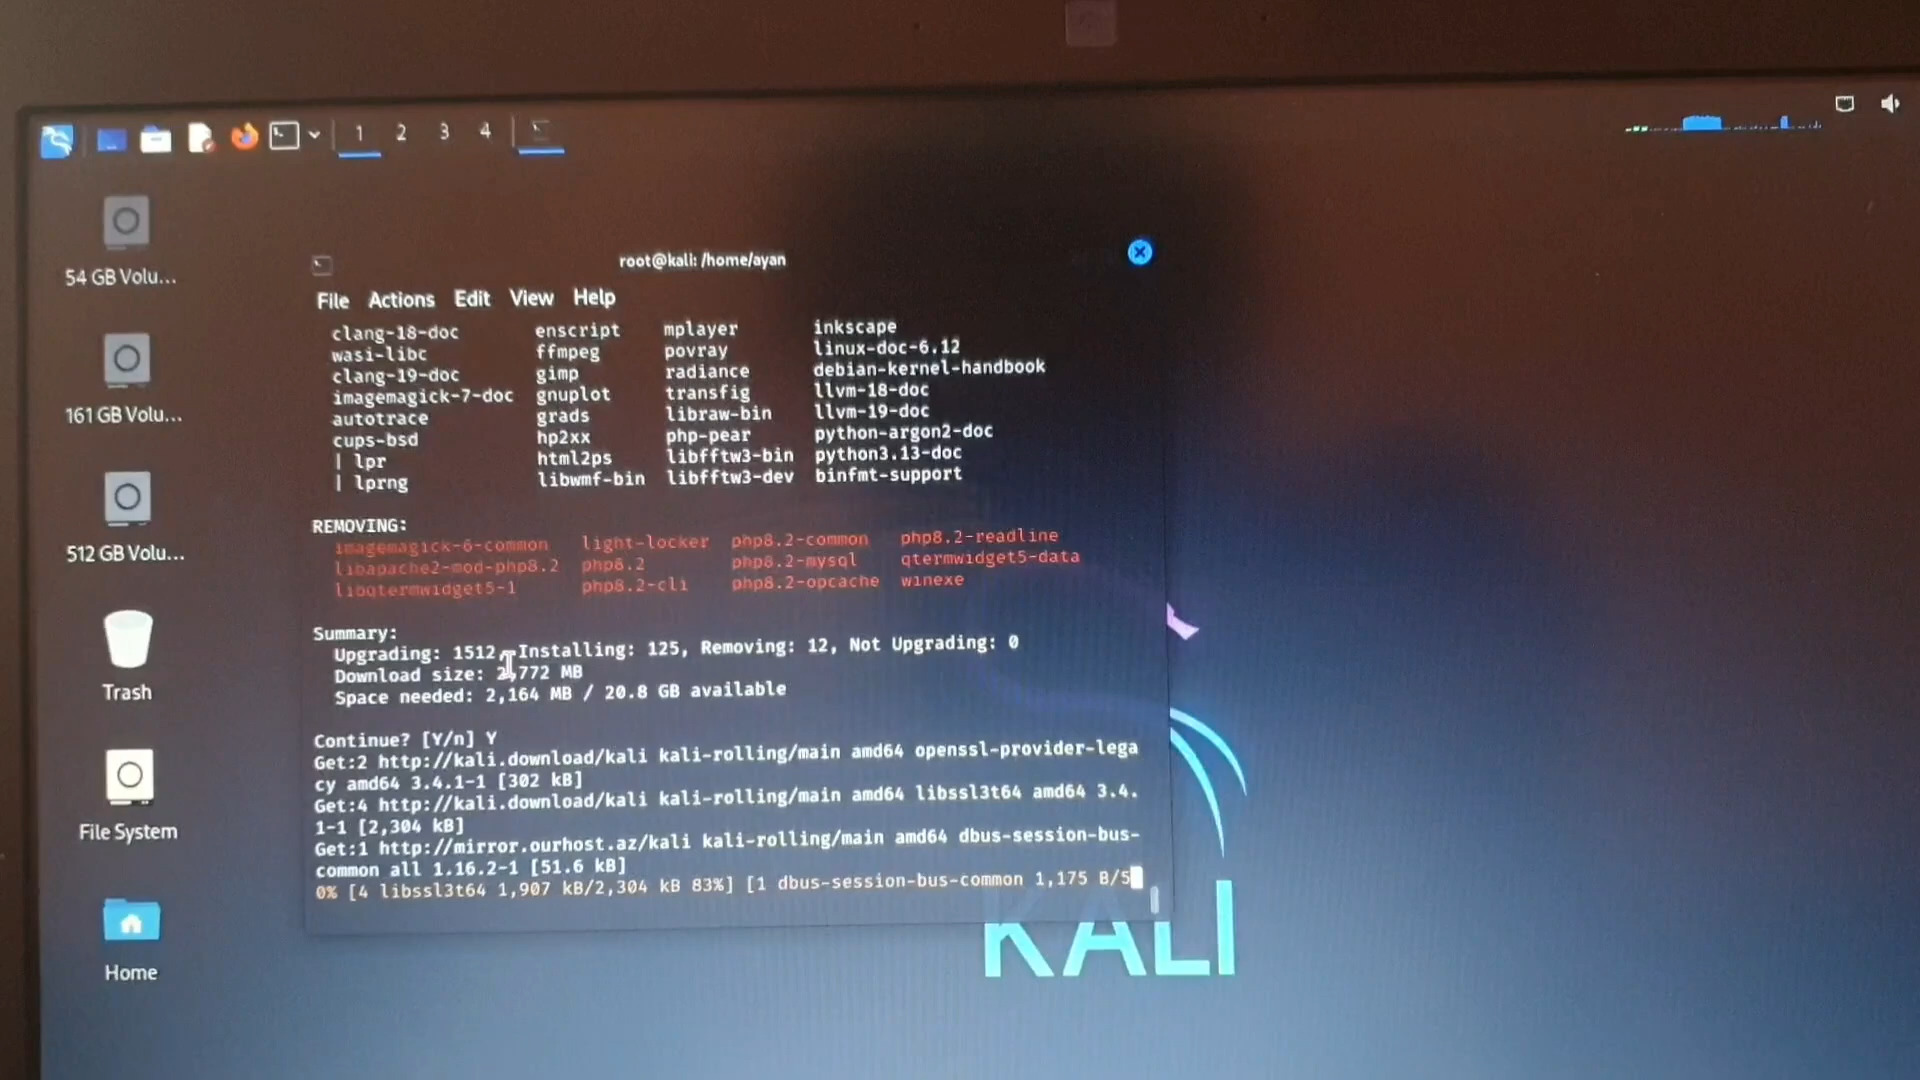 1 2 3 4
54 GB Volu...
161 GB Volu...
512 GB Volu...
Trash
File System
Home
root@kali: /home/ayan
File Actions Edit View Help
clang-18-doc enscript mplayer inkscape
wasi-libc ffmpeg povray linux-doc-6.12
clang-19-doc gimp radiance debian-kernel-handbook
imagemagick-7-doc gnuplot transfig llvm-18-doc
autotrace grads libraw-bin llvm-19-doc
cups-bsd hp2xx php-pear python-argon2-doc
| lpr html2ps libfftw3-bin python3.13-doc
| lprng libwmf-bin libfftw3-dev binfmt-support
REMOVING:
imagemagick-6-common light-locker php8.2-common php8.2-readline
libapache2-mod-php8.2 php8.2 php8.2-mysql qtermwidget5-data
libqtermwidget5-1 php8.2-cli php8.2-opcache winexe
Summary:
Upgrading: 1512, Installing: 125, Removing: 12, Not Upgrading: 0
Download size: 2,772 MB
Space needed: 2,164 MB / 20.8 GB available
Continue? [Y/n] Y
Get:2 http://kali.download/kali kali-rolling/main amd64 openssl-provider-lega
cy amd64 3.4.1-1 [302 kB]
Get:4 http://kali.download/kali kali-rolling/main amd64 libssl3t64 amd64 3.4.
1-1 [2,304 kB]
Get:1 http://mirror.ourhost.az/kali kali-rolling/main amd64 dbus-session-bus-
common all 1.16.2-1 [51.6 kB]
0% [4 libssl3t64 1,907 kB/2,304 kB 83%] [1 dbus-session-bus-common 1,175 B/5
KALI